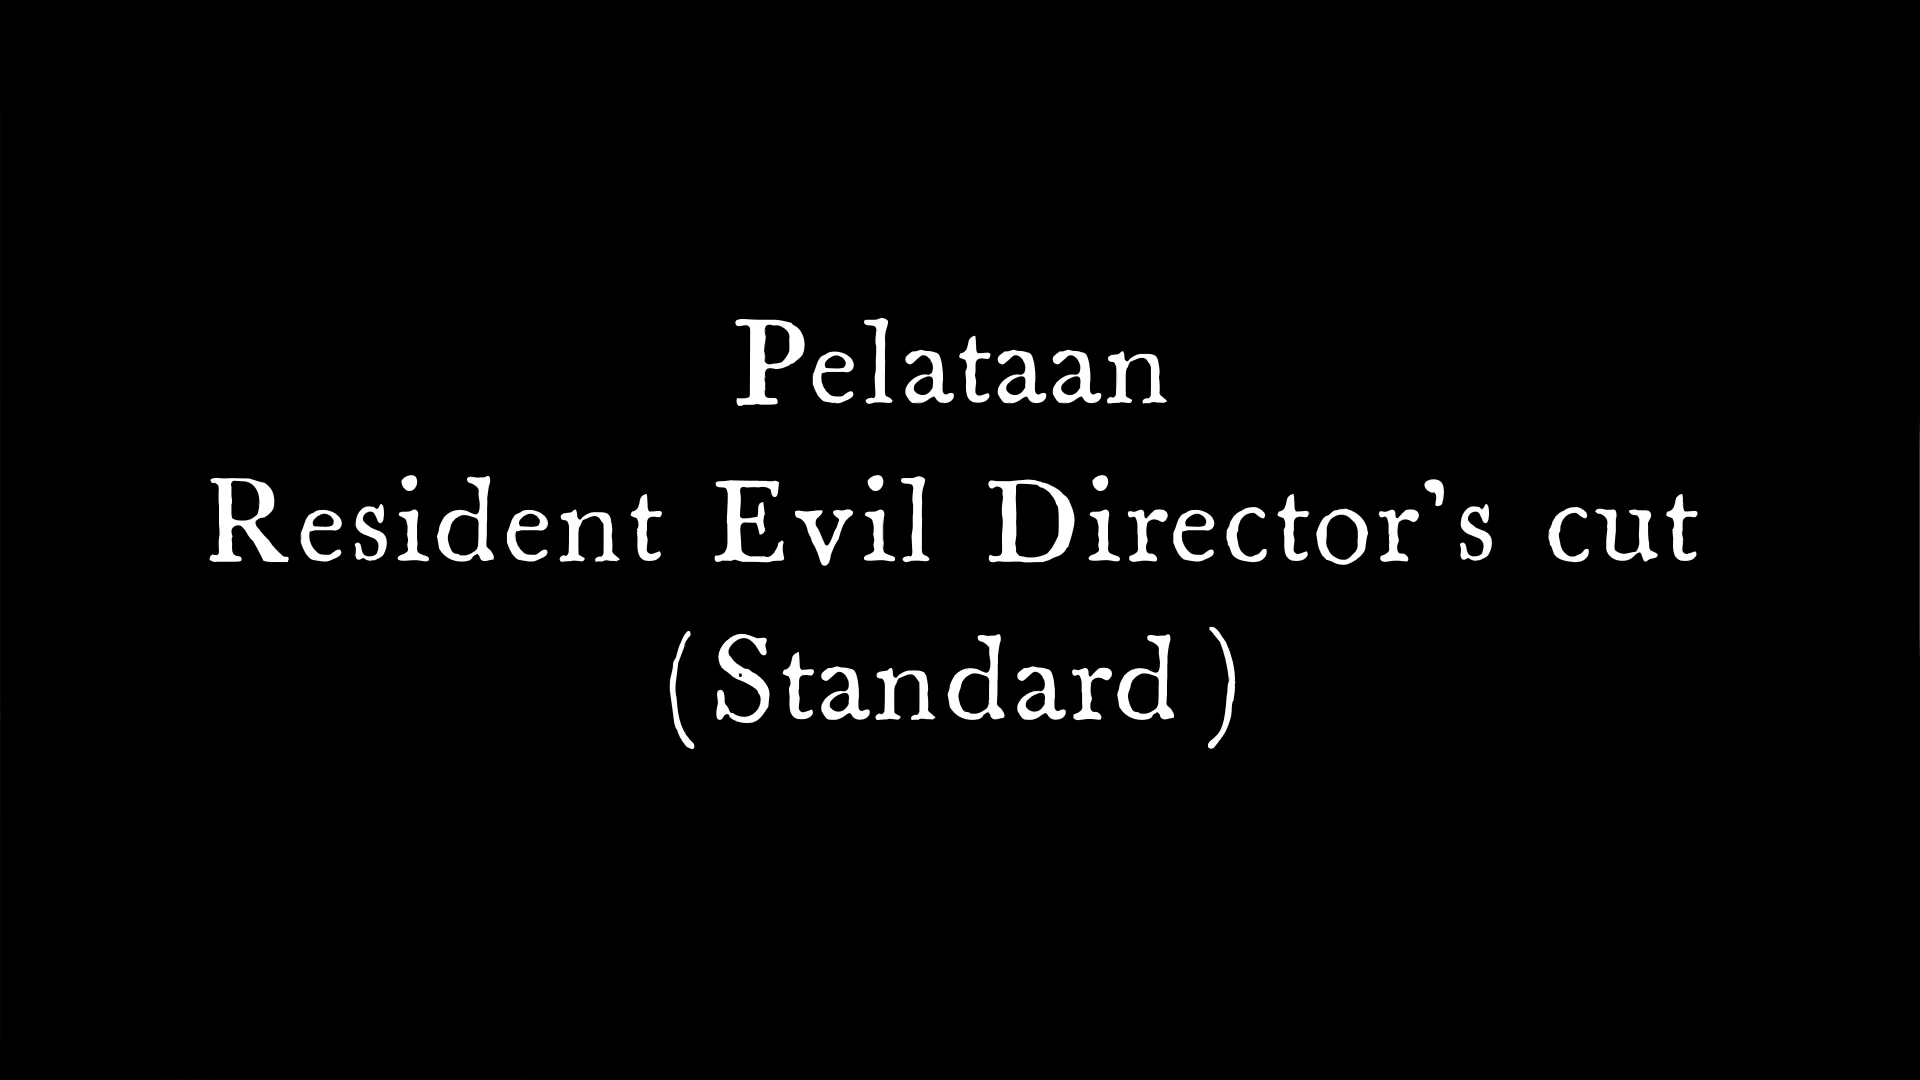 Pelataan
Resident Evil Director's cut
(Standard )